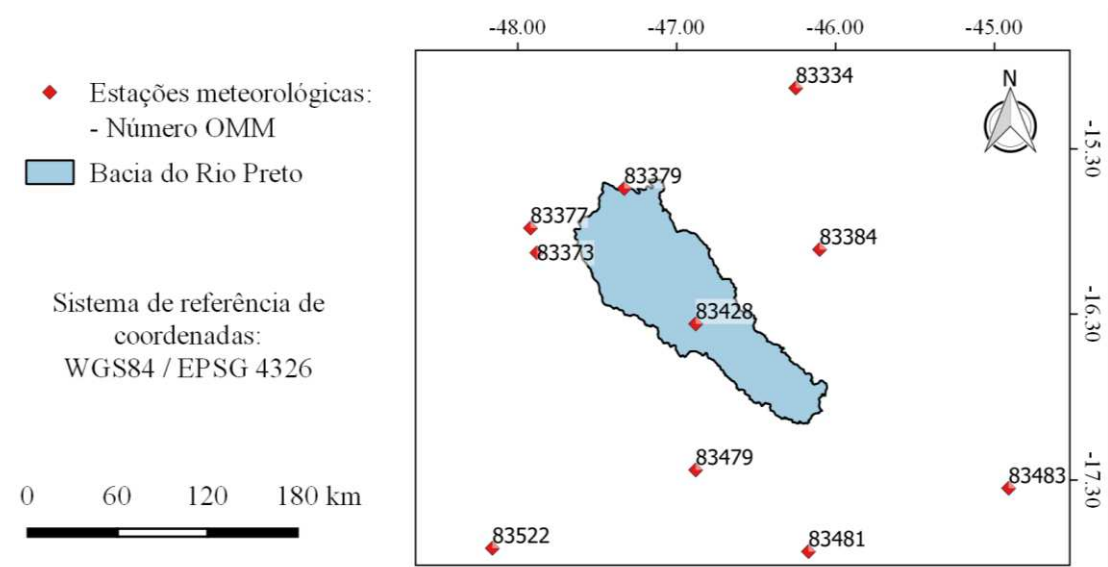 -48.00 -47.00 -46.00 -45.00
83334
N
Estações meteorológicas:
- Número OMM
-15.30
Bacia do Rio Preto
83379
83377
83384
83373
Sistema de referência de
coordenadas:
WGS84 / EPSG 4326
83428
-16.30
83479
83483
-17.30
0 60 120 180 km
83522
83481